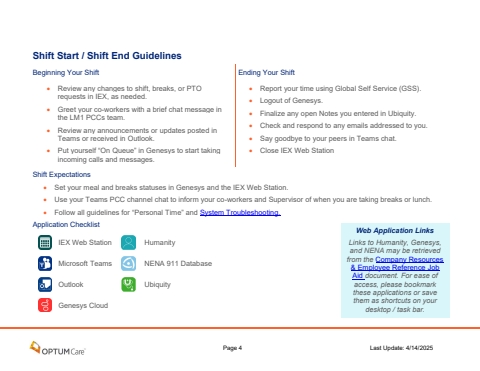 Shift Start / Shift End Guidelines
Beginning Your Shift
• Review any changes to shift, breaks, or PTO
requests in IEX, as needed.
• Greet your co-workers with a brief chat message in
the LM1 PCCs team.
• Review any announcements or updates posted in
Teams or received in Outlook.
• Put yourself "On Queue" in Genesys to start taking
incoming calls and messages.
Ending Your Shift
• Report your time using Global Self Service (GSS).
• Logout of Genesys.
• Finalize any open Notes you entered in Ubiquity.
• Check and respond to any emails addressed to you.
• Say goodbye to your peers in Teams chat.
• Close IEX Web Station
Shift Expectations
• Set your meal and breaks statuses in Genesys and the IEX Web Station.
• Use your Teams PCC channel chat to inform your co-workers and Supervisor of when you are taking breaks or lunch.
• Follow all guidelines for "Personal Time" and System Troubleshooting.
Application Checklist
IEX Web Station
Microsoft Teams
Outlook
Genesys Cloud
Humanity
NENA 911 Database
Ubiquity
Web Application Links
Links to Humanity, Genesys,
and NENA may be retrieved
from the Company Resources
& Employee Reference Job
Aid document. For ease of
access, please bookmark
these applications or save
them as shortcuts on your
desktop / task bar.
OPTUMCare
Page 4
Last Update: 4/14/2025